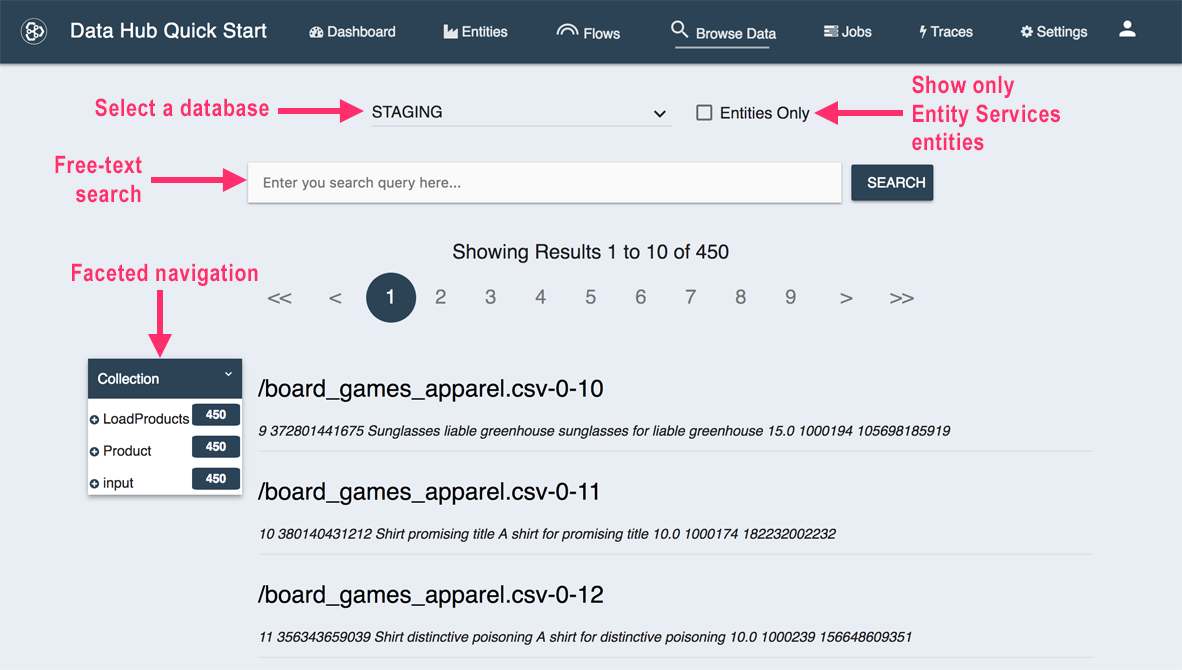 Data Hub Quick Start Dashboard Entities Flows Browse Data Jobs Traces Settings
Select a database
STAGING
Entities Only
Show only
Entity Services
entities
Free-text
search
Enter you search query here...
SEARCH
Showing Results 1 to 10 of 450
Faceted navigation
<< < 1 2 3 4 5 6 7 8 9 > >>
Collection
LoadProducts 450
Product 450
input 450
/board_games_apparel.csv-0-10
9 372801441675 Sunglasses liable greenhouse sunglasses for liable greenhouse 15.0 1000194 105698185919
/board_games_apparel.csv-0-11
10 380140431212 Shirt promising title A shirt for promising title 10.0 1000174 182232002232
/board_games_apparel.csv-0-12
11 356343659039 Shirt distinctive poisoning A shirt for distinctive poisoning 10.0 1000239 156648609351